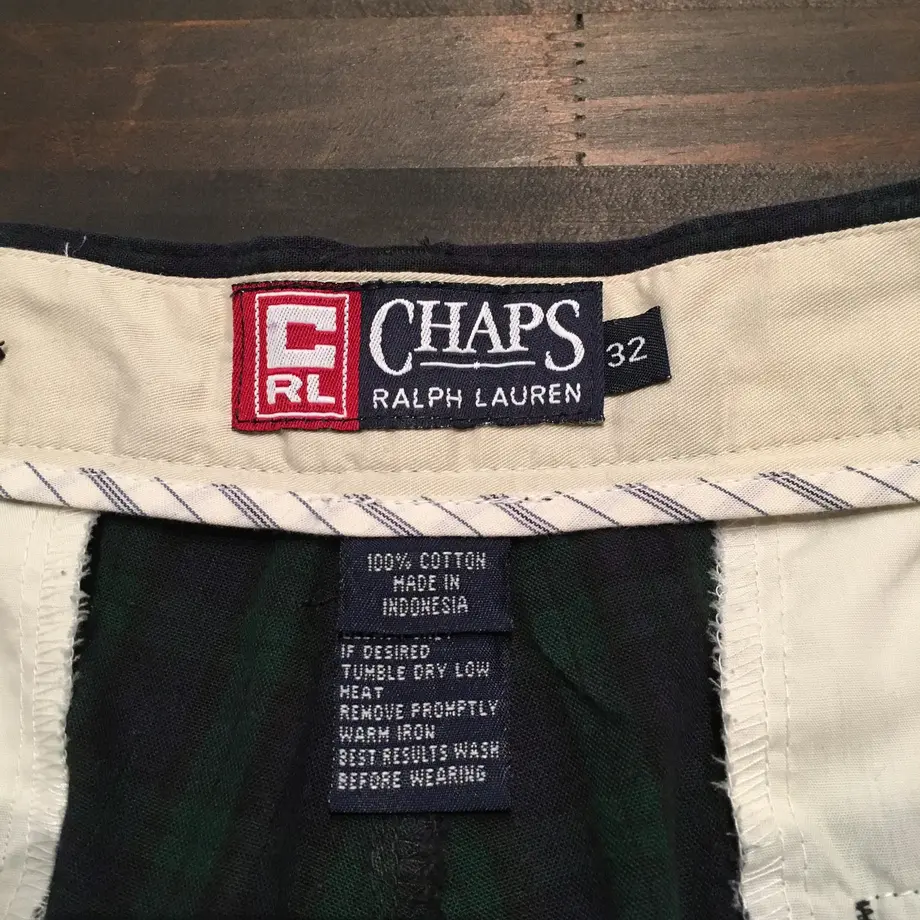 C
RL
CHAPS
RALPH LAUREN
32
100% COTTON
MADE IN
INDONESIA
IF DESIRED
TUMBLE DRY LOW
HEAT
REMOVE PROMPTLY
WARM IRON
BEST RESULTS WASH
BEFORE WEARING